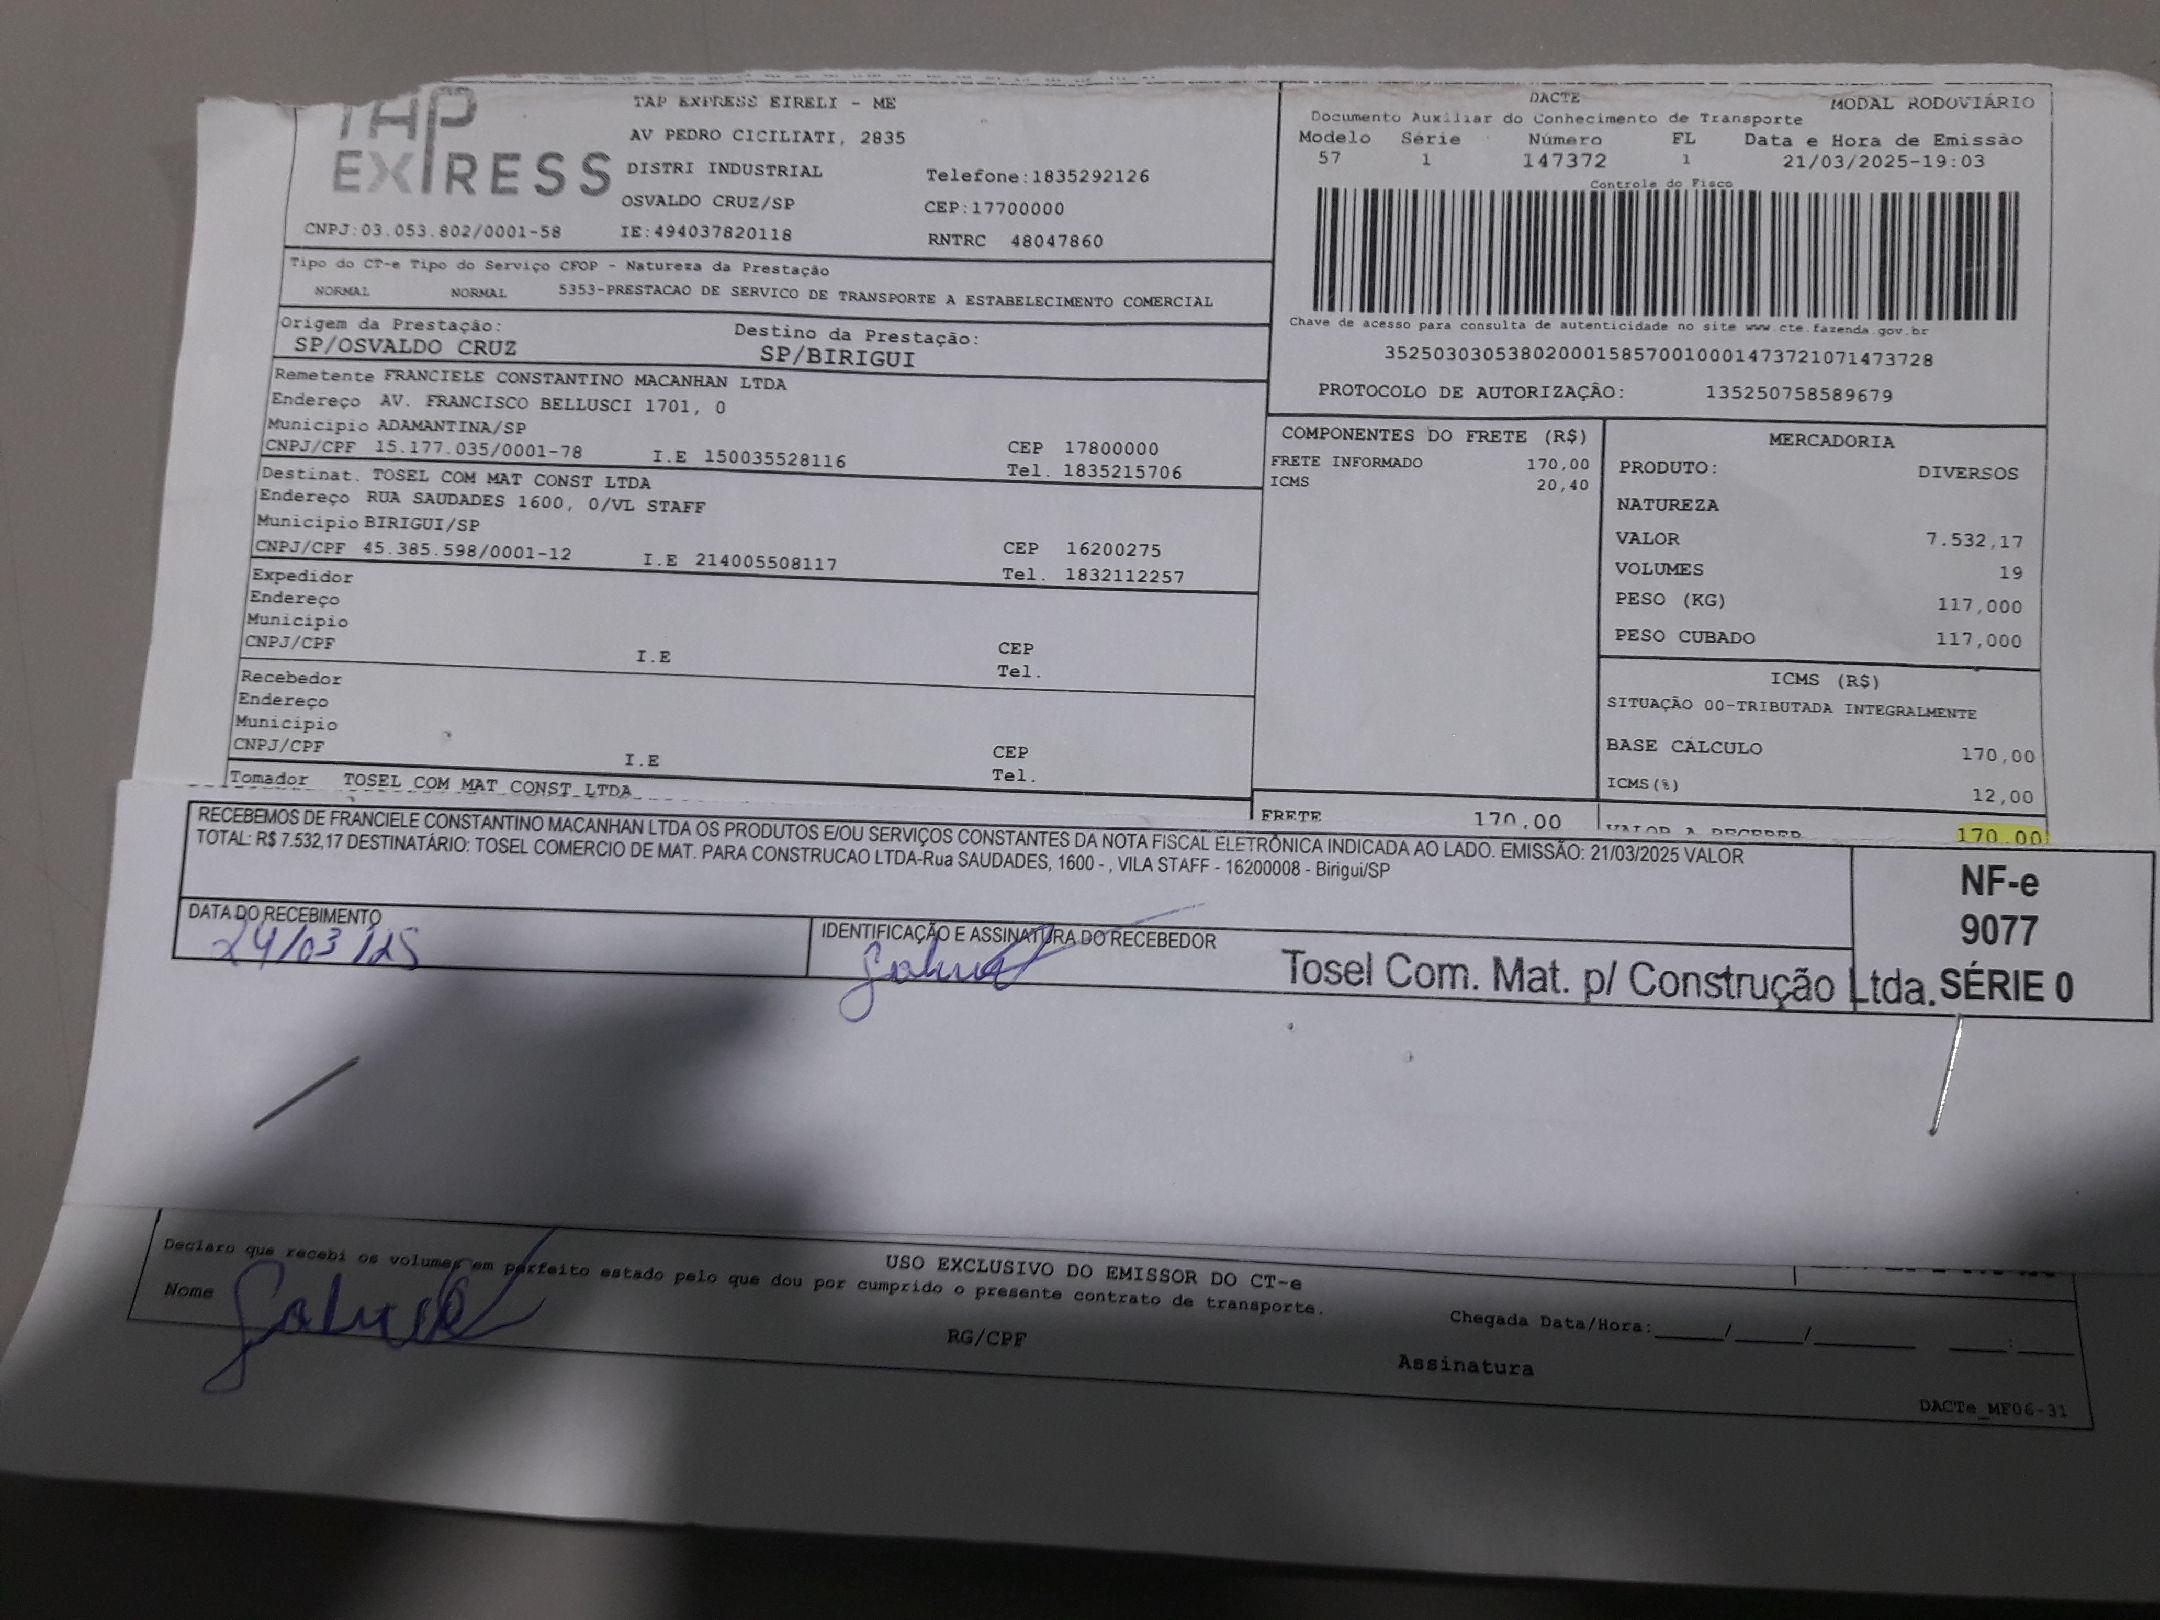 TAP EXPRESS
TAP EXPRESS EIRELI - ME
AV PEDRO CICILIATI, 2835
DISTRI INDUSTRIAL
Telefone:1835292126
OSVALDO CRUZ/SP
CEP:17700000
CNPJ:03.053.802/0001-58 IE:494037820118
RNTRC 48047860
DACTE
MODAL RODOVIÁRIO
Documento Auxiliar do Conhecimento de Transporte
Modelo Série Número FL Data e Hora de Emissão
57 1 147372 1 21/03/2025-19:03
Controle do Fisco
Chave de acesso para consulta de autenticidade no site www.cte.fazenda.gov.br
35250303053802000158570010001473721071473728
PROTOCOLO DE AUTORIZAÇÃO: 135250758589679
Tipo do CT-e Tipo do Serviço CFOP - Natureza da Prestação
NORMAL NORMAL 5353-PRESTACAO DE SERVICO DE TRANSPORTE A ESTABELECIMENTO COMERCIAL
Origem da Prestação: Destino da Prestação:
SP/OSVALDO CRUZ SP/BIRIGUI
Remetente FRANCIELE CONSTANTINO MACANHAN LTDA
Endereço AV. FRANCISCO BELLUSCI 1701, 0
Municipio ADAMANTINA/SP CEP 17800000
CNPJ/CPF 15.177.035/0001-78 I.E 150035528116 Tel. 1835215706
Destinat. TOSEL COM MAT CONST LTDA
Endereço RUA SAUDADES 1600, 0/VL STAFF
Municipio BIRIGUI/SP CEP 16200275
CNPJ/CPF 45.385.598/0001-12 I.E 214005508117 Tel. 1832112257
Expedidor
Endereço
Municipio CEP
CNPJ/CPF I.E Tel.
Recebedor
Endereço
Municipio CEP
CNPJ/CPF I.E Tel.
Tomador TOSEL COM MAT CONST LTDA
COMPONENTES DO FRETE (R$)
FRETE INFORMADO 170,00
ICMS 20,40
FRETE 170,00
MERCADORIA
PRODUTO: DIVERSOS
NATUREZA
VALOR 7.532,17
VOLUMES 19
PESO (KG) 117,000
PESO CUBADO 117,000
ICMS (R$)
SITUAÇÃO 00-TRIBUTADA INTEGRALMENTE
BASE CÁLCULO 170,00
ICMS(%) 12,00
VALOR A RECEBER 170,00
RECEBEMOS DE FRANCIELE CONSTANTINO MACANHAN LTDA OS PRODUTOS E/OU SERVIÇOS CONSTANTES DA NOTA FISCAL ELETRÔNICA INDICADA AO LADO. EMISSÃO: 21/03/2025 VALOR
TOTAL: R$ 7.532,17 DESTINATÁRIO: TOSEL COMERCIO DE MAT. PARA CONSTRUCAO LTDA-Rua SAUDADES, 1600 - , VILA STAFF - 16200008 - Birigui/SP
NF-e
9077
SÉRIE 0
DATA DO RECEBIMENTO
24/03/25
IDENTIFICAÇÃO E ASSINATURA DO RECEBEDOR
Tosel Com. Mat. p/ Construção Ltda.
USO EXCLUSIVO DO EMISSOR DO CT-e
Declaro que recebi os volumes em perfeito estado pelo que dou por cumprido o presente contrato de transporte.
Nome
RG/CPF
Chegada Data/Hora:_____/_____/_______ ____:____
Assinatura
DACTe_MF06-31